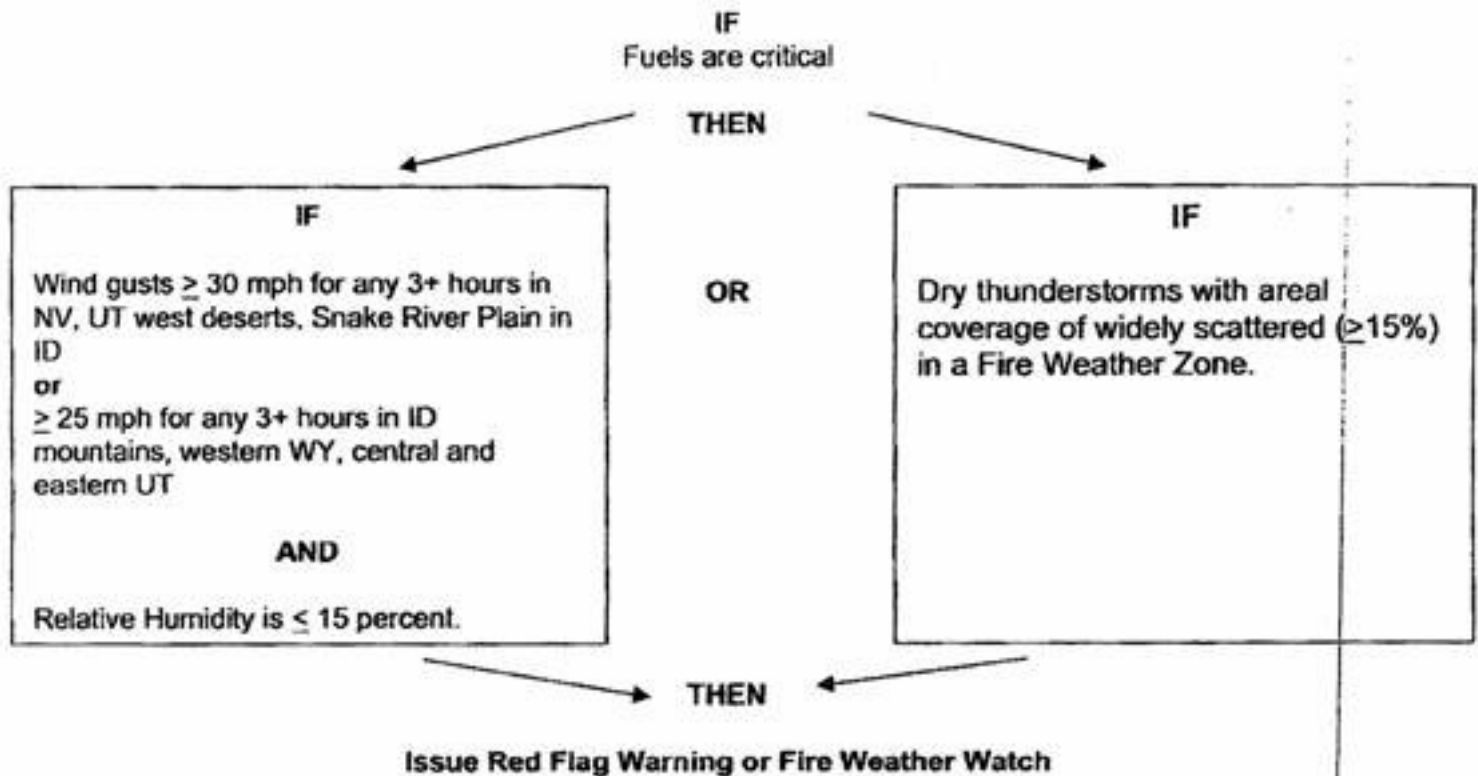 IF
Fuels are critical
THEN
IF
Wind gusts ≥ 30 mph for any 3+ hours in
NV, UT west deserts, Snake River Plain in
ID
or
≥ 25 mph for any 3+ hours in ID
mountains, western WY, central and
eastern UT
AND
Relative Humidity is ≤ 15 percent.
OR
IF
Dry thunderstorms with areal
coverage of widely scattered (≥15%)
in a Fire Weather Zone.
THEN
Issue Red Flag Warning or Fire Weather Watch